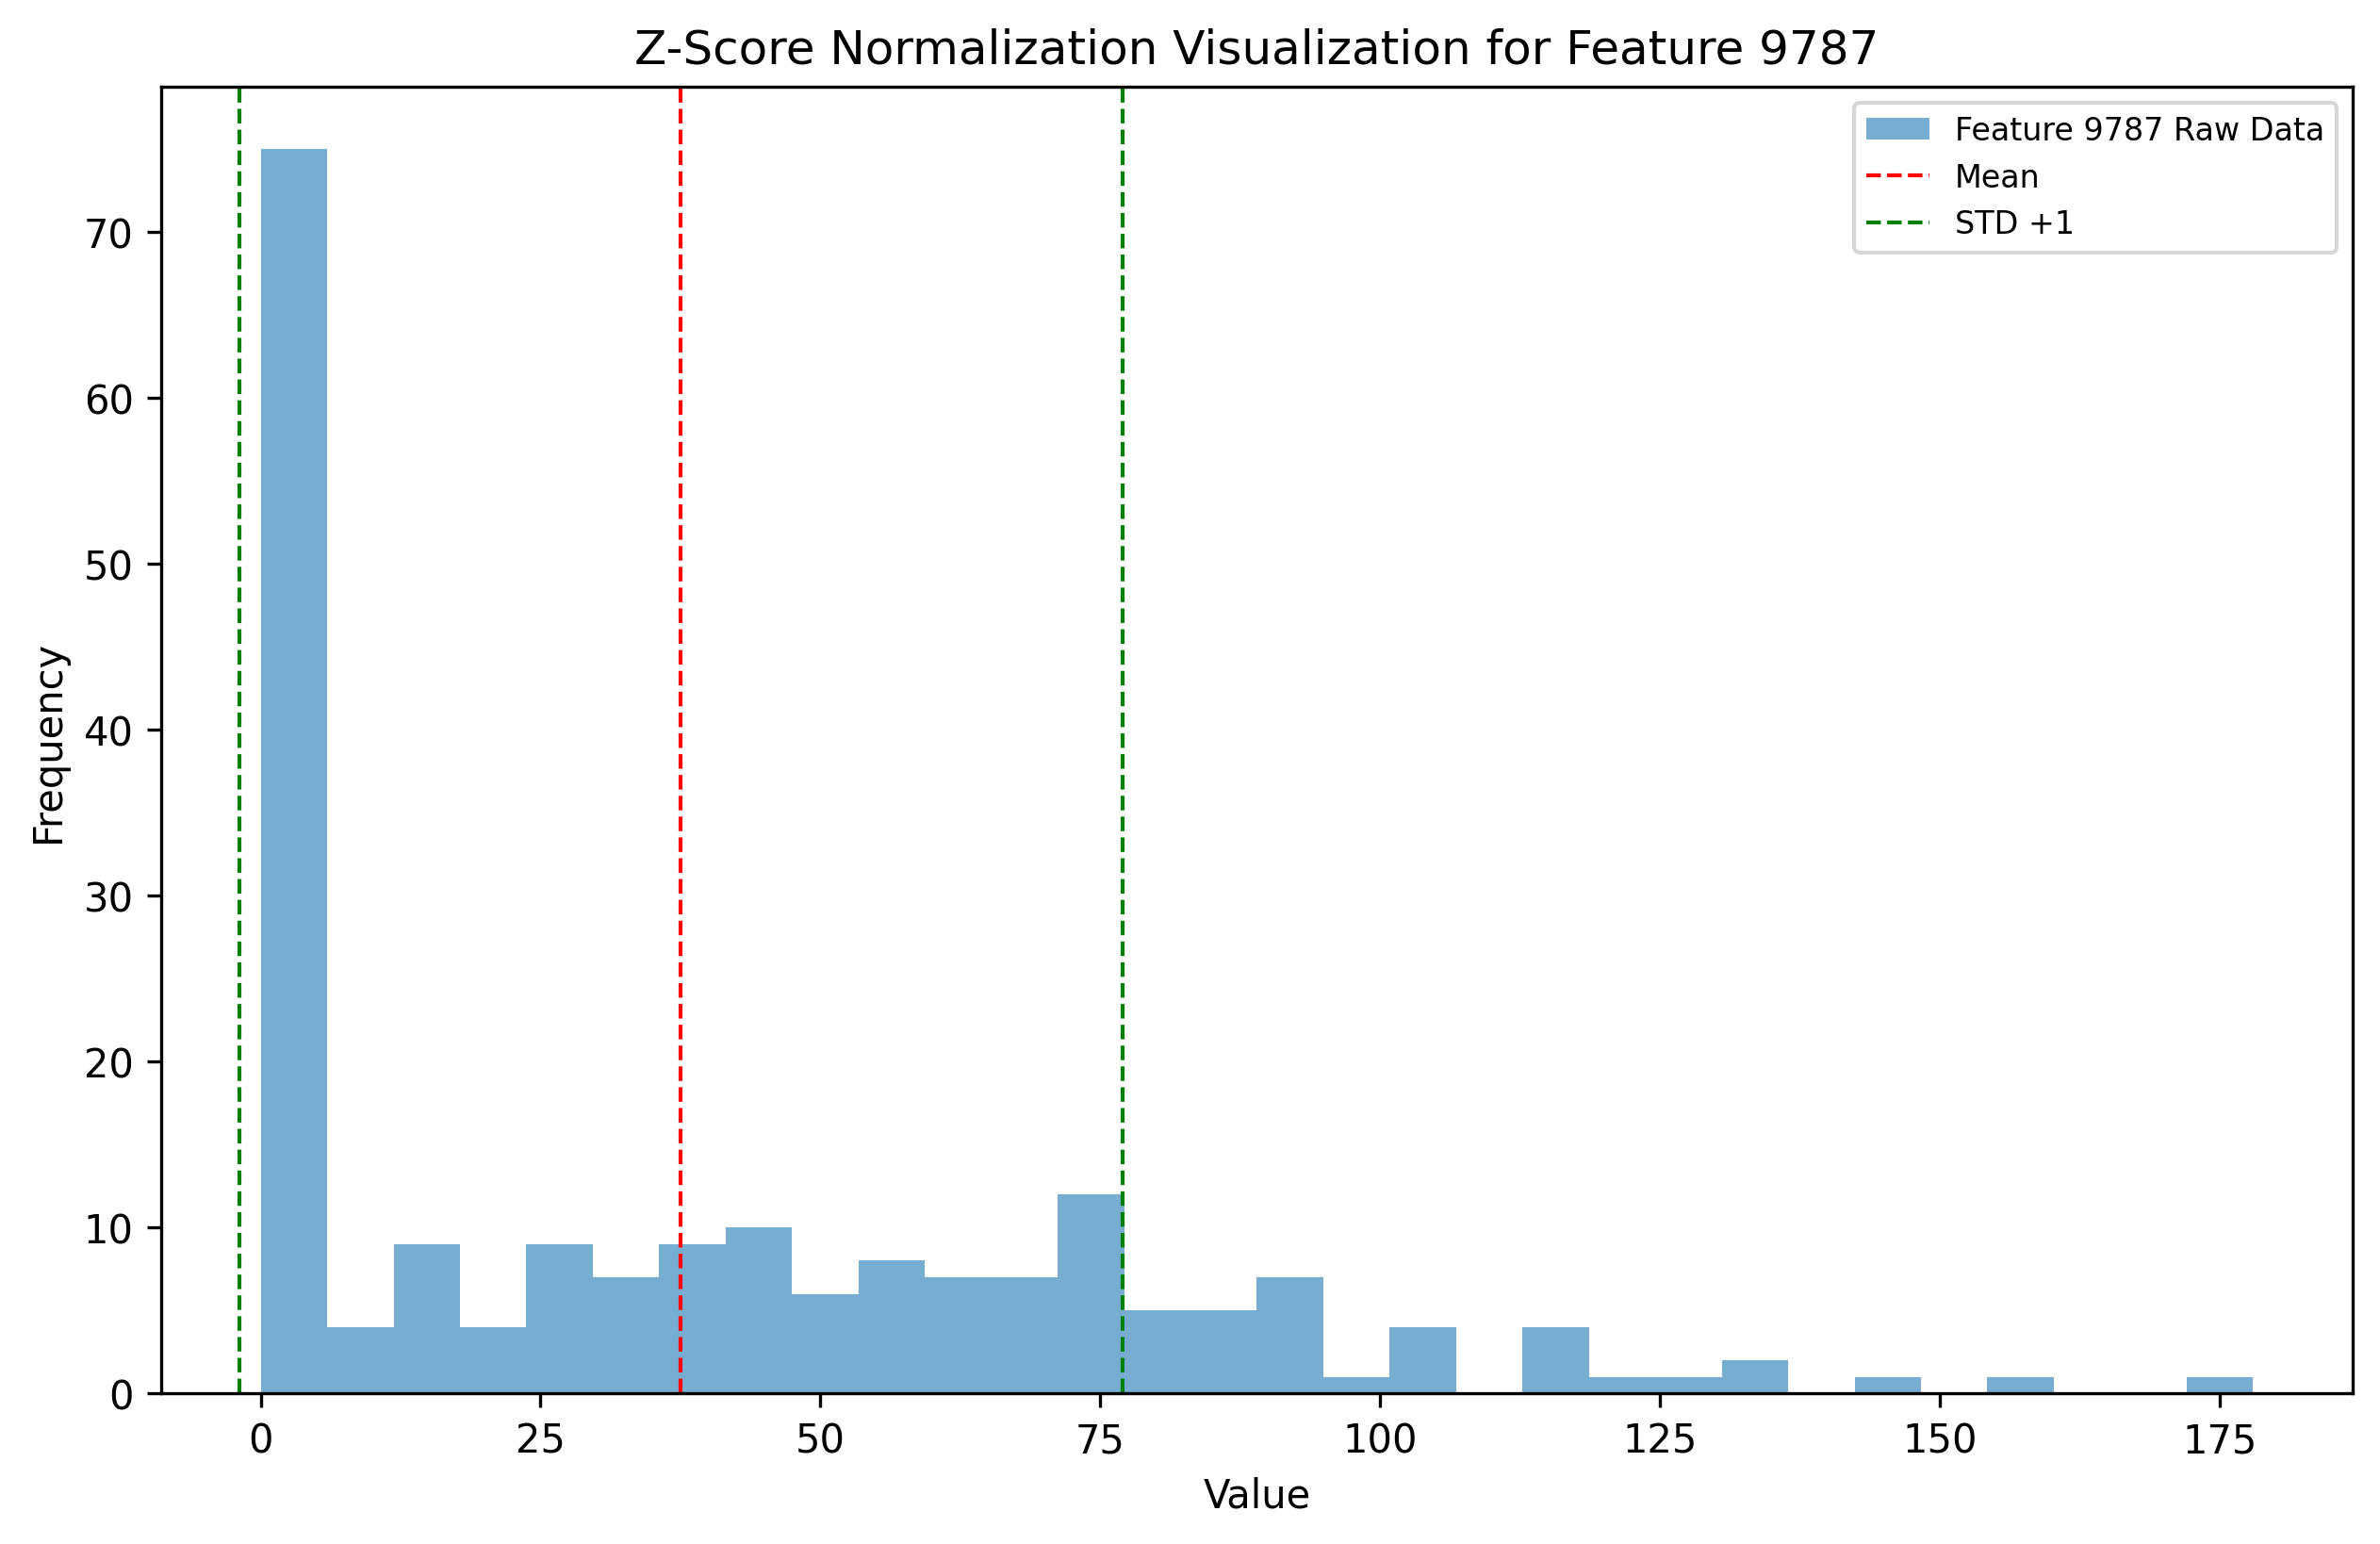 Z-Score Normalization Visualization for Feature 9787
Feature 9787 Raw Data
Mean
STD +1
Frequency
70
60
50
40
30
20
10
0
0 25 50 75 100 125 150 175
Value